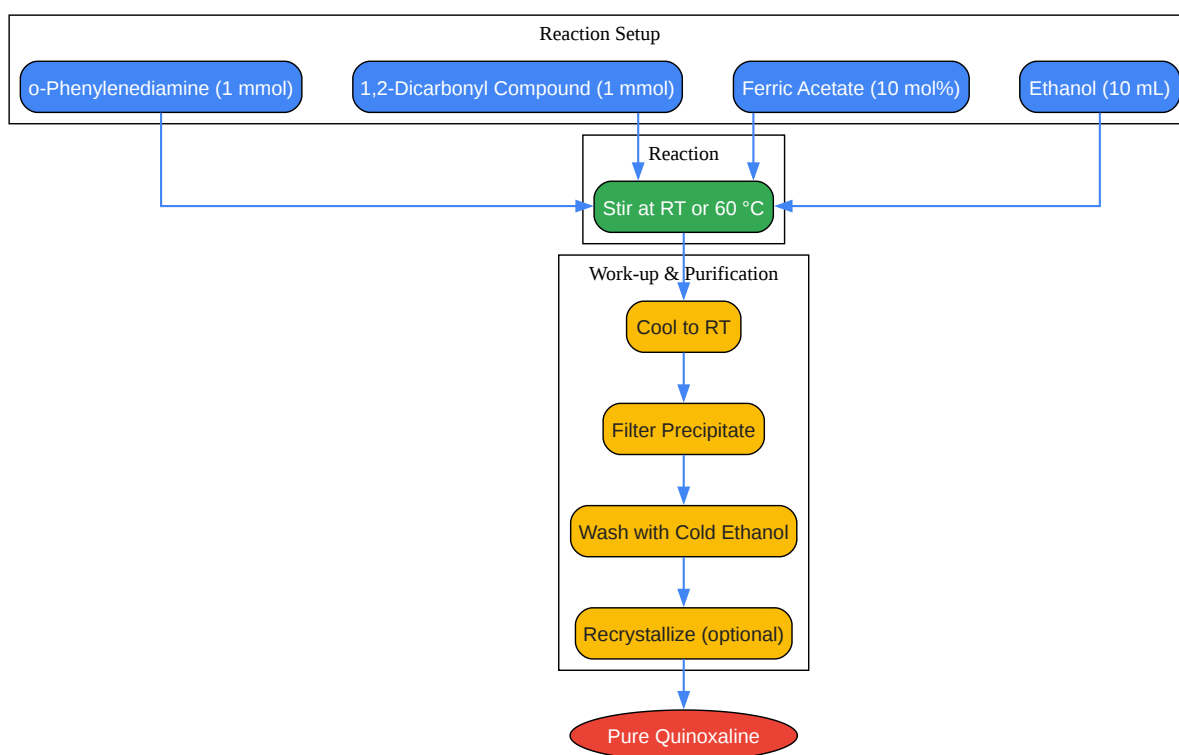 Reaction Setup
o-Phenylenediamine (1 mmol)
1,2-Dicarbonyl Compound (1 mmol)
Ferric Acetate (10 mol%)
Ethanol (10 mL)
Reaction
Stir at RT or 60 °C
Work-up & Purification
Cool to RT
Filter Precipitate
Wash with Cold Ethanol
Recrystallize (optional)
Pure Quinoxaline